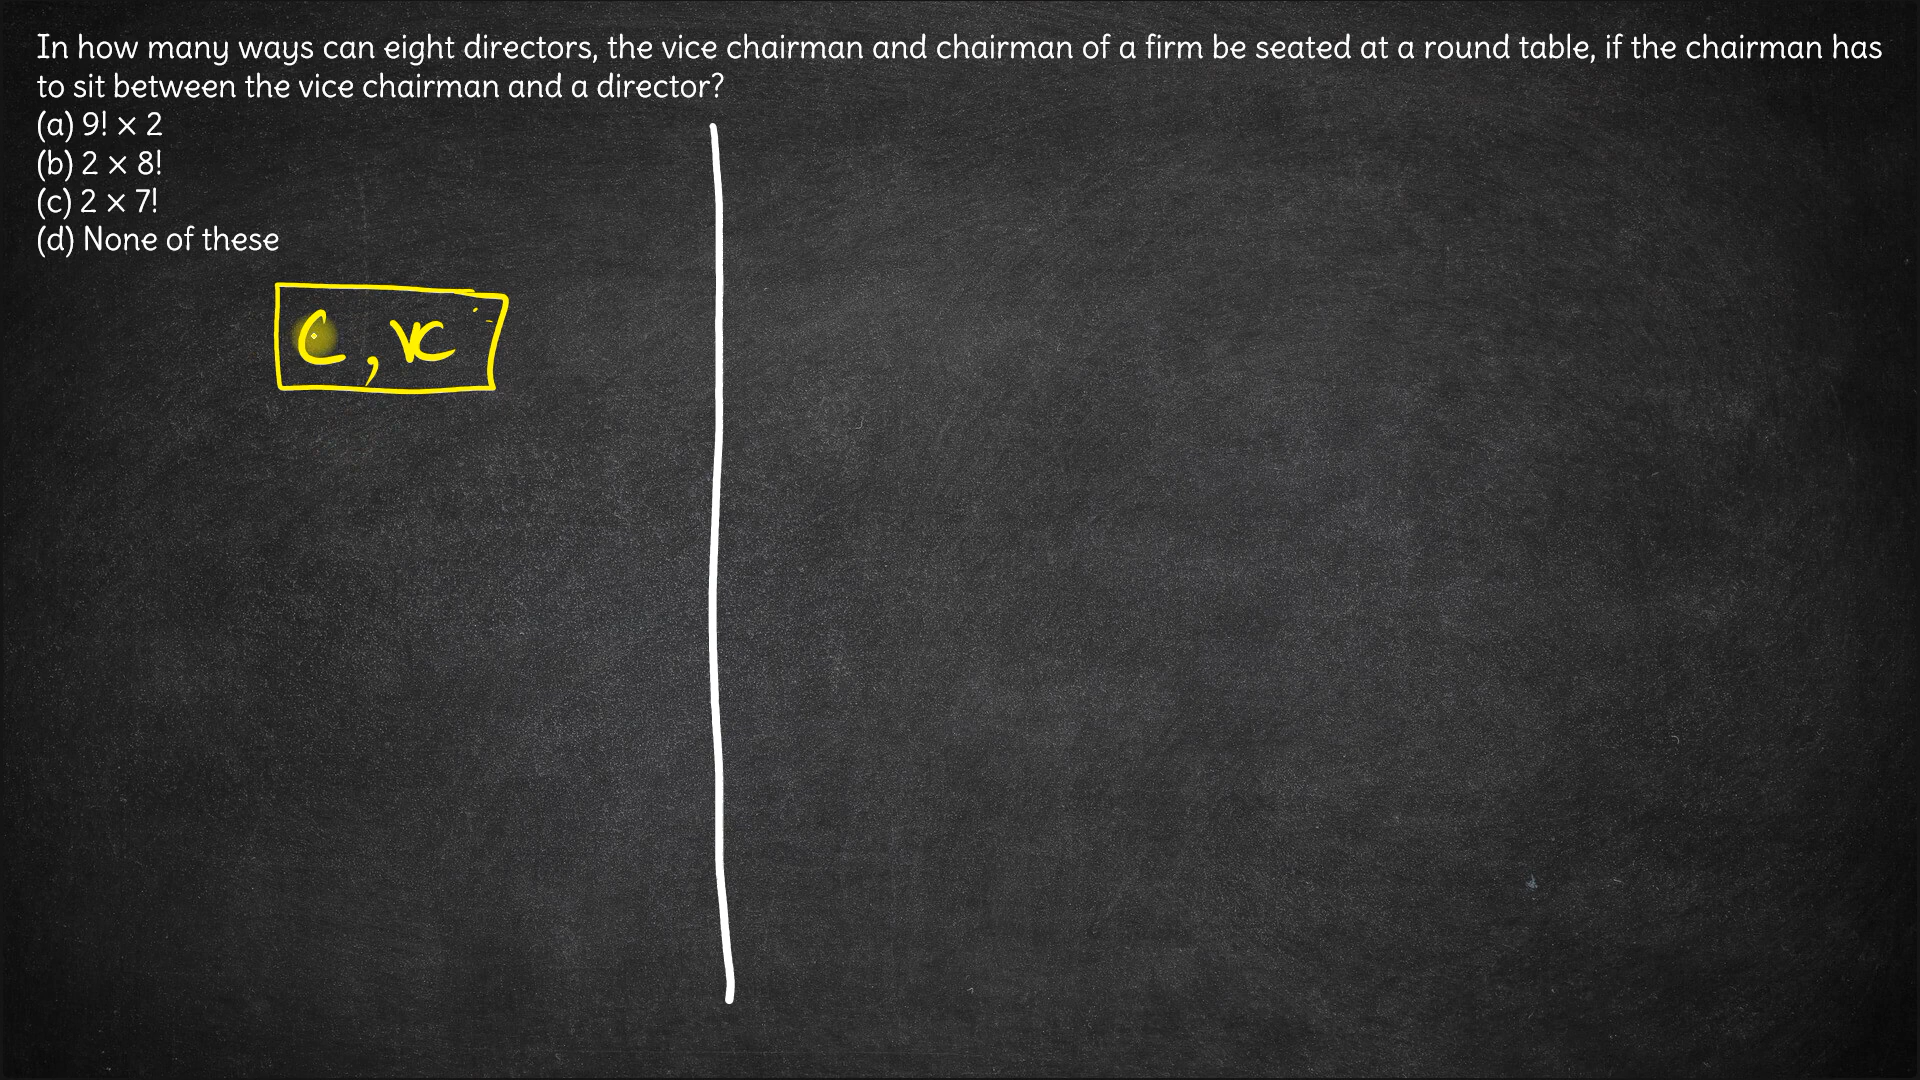 In how many ways can eight directors, the vice chairman and chairman of a firm be seated at a round table, if the chairman has
to sit between the vice chairman and a director?
(a) 9! × 2
(b) 2 × 8!
(c) 2 × 7!
(d) None of these
C, VC